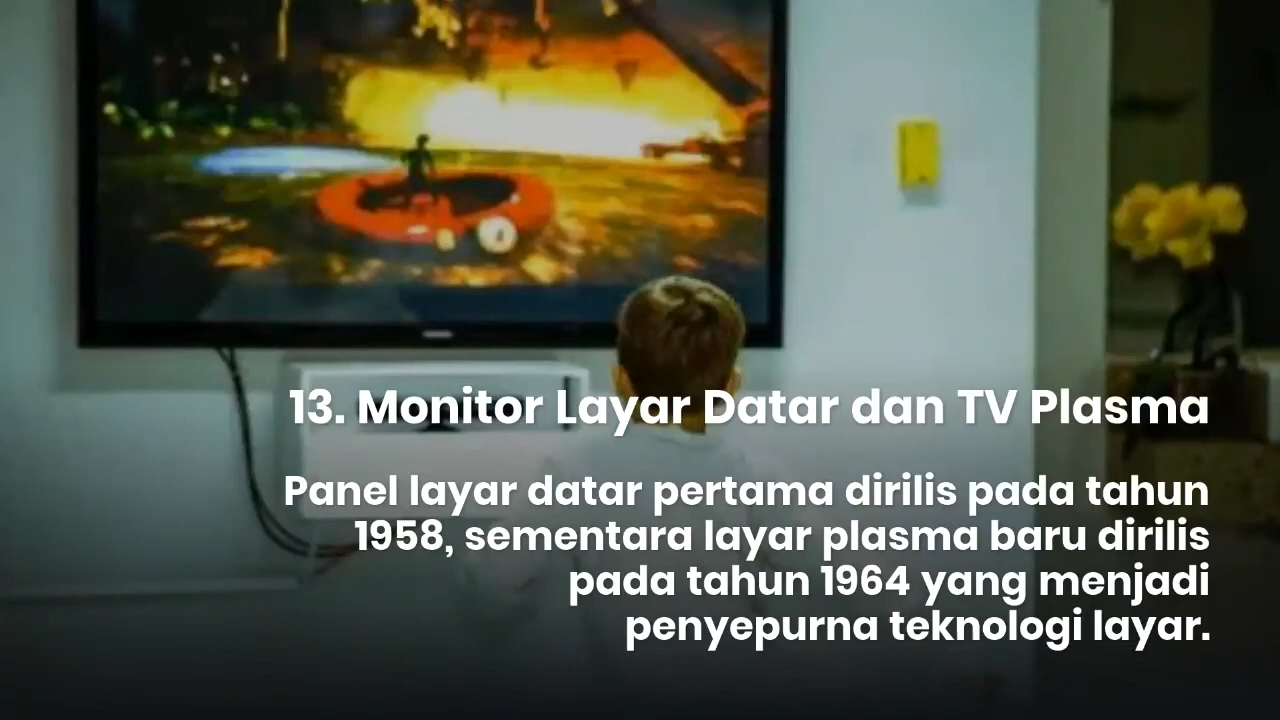 13. Monitor Layar Datar dan TV Plasma
Panel layar datar pertama dirilis pada tahun
1958, sementara layar plasma baru dirilis
pada tahun 1964 yang menjadi
penyepurna teknologi layar.